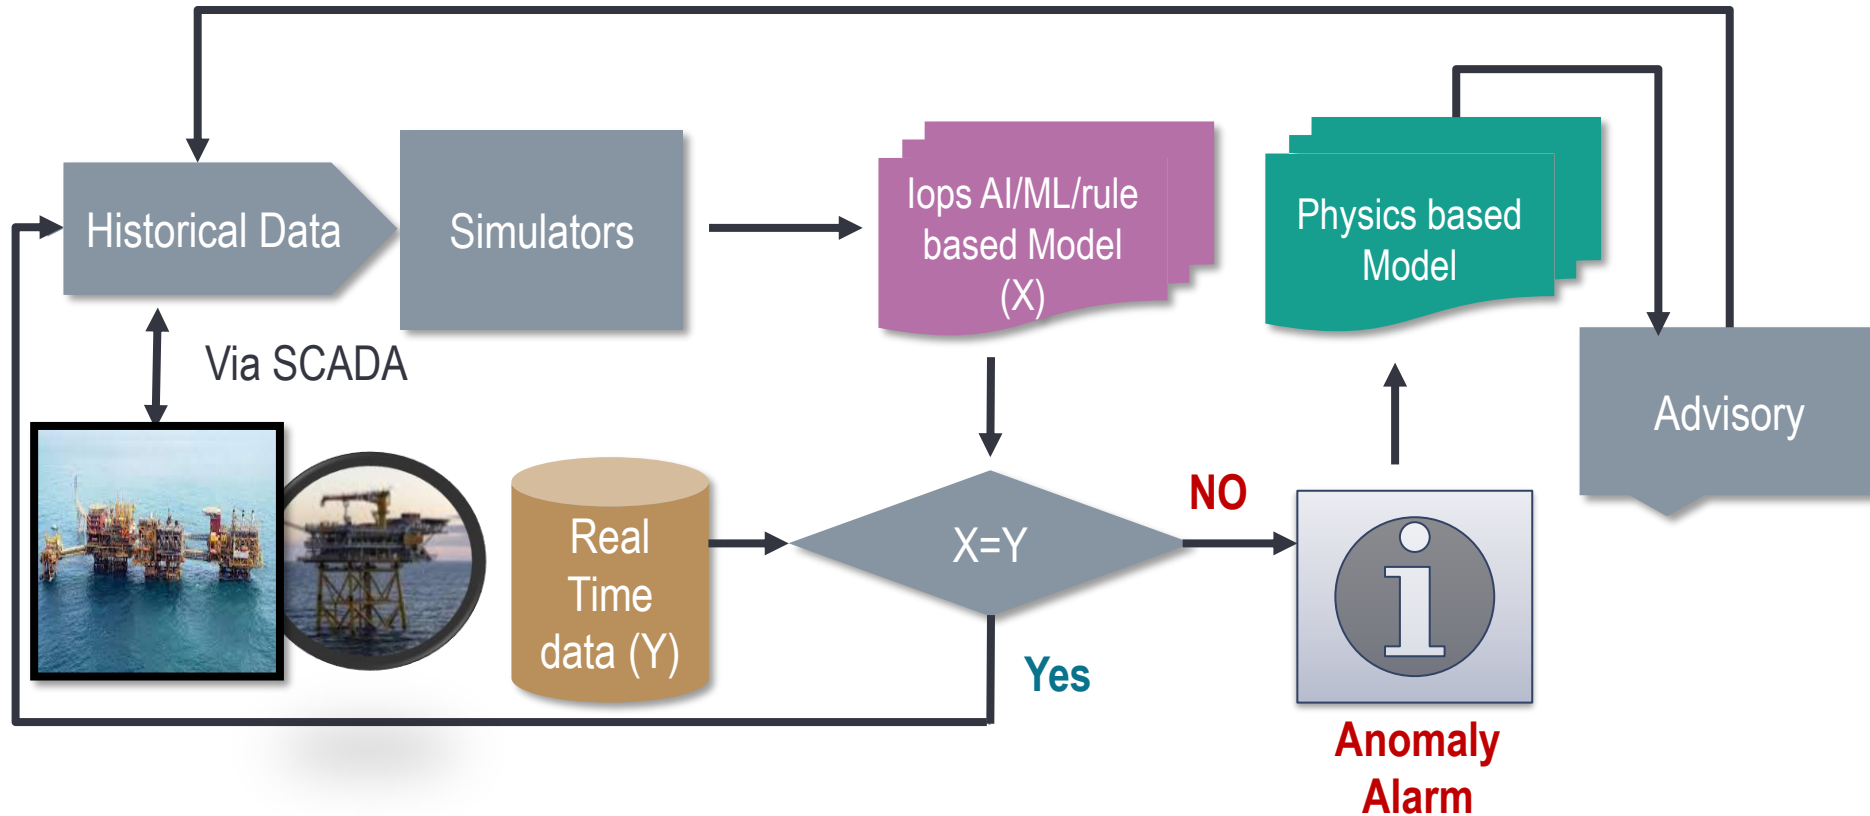 Historical Data
Simulators
Iops AI/ML/rule
based Model
(X)
Physics based
Model
Via SCADA
Advisory
Real
Time
data (Y)
X=Y
NO
Yes
Anomaly
Alarm